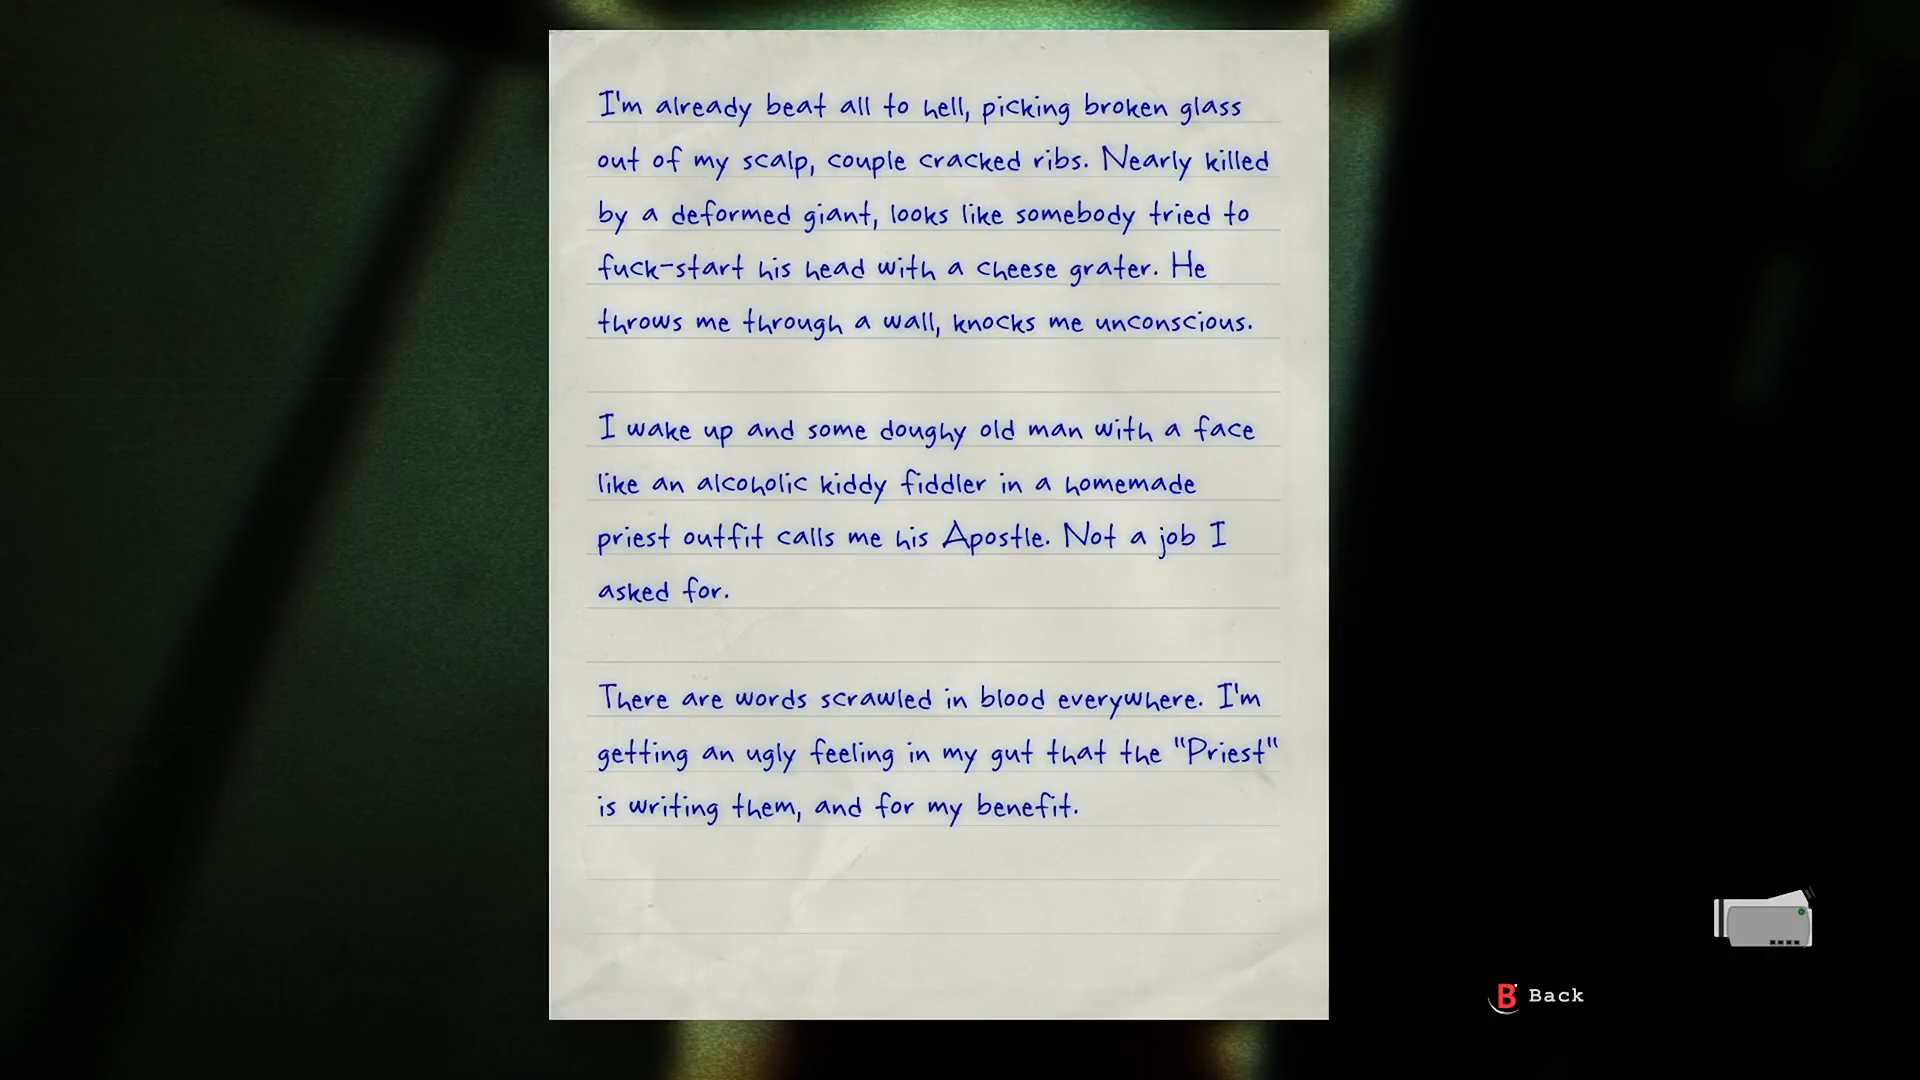 I'm already beat all to hell, picking broken glass
out of my scalp, couple cracked ribs. Nearly killed
by a deformed giant, looks like somebody tried to
fuck-start his head with a cheese grater. He
throws me through a wall, knocks me unconscious.
I wake up and some doughy old man with a face
like an alcoholic kiddy fiddler in a homemade
priest outfit calls me his Apostle. Not a job I
asked for.
There are words scrawled in blood everywhere. I'm
getting an ugly feeling in my gut that the "Priest"
is writing them, and for my benefit.
B Back